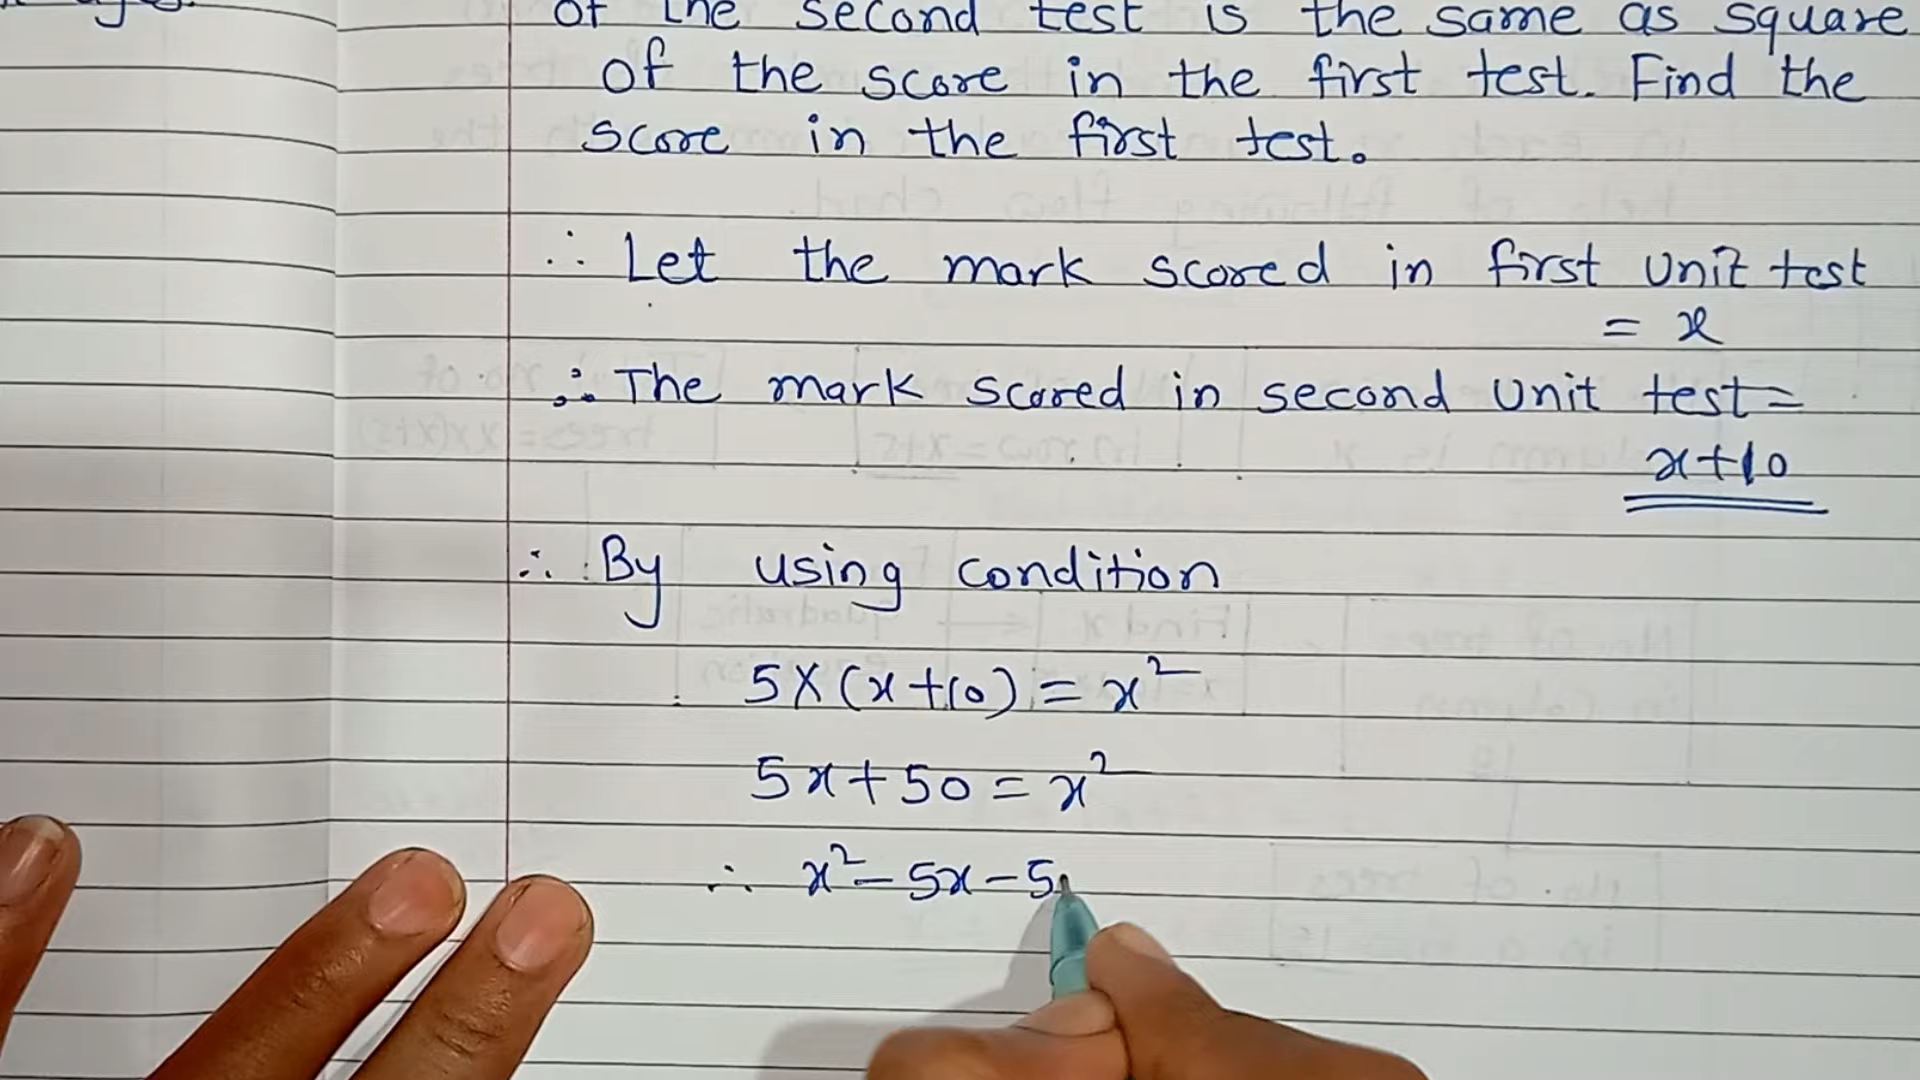 of the second test is the same as square
of the score in the first test. Find the
score in the first test.
∴ Let the mark scored in first unit test
= x
∴ The mark scored in second unit test =
x+10
∴ By using condition
5×(x+10) = x²
5x+50 = x²
∴ x² - 5x - 5